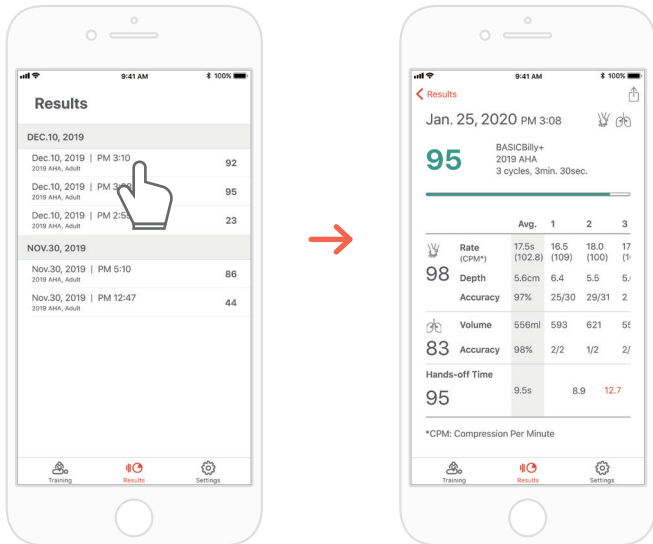 9:41 AM
100%
Results
DEC.10, 2019
Dec.10, 2019 | PM 3:10
2019 AHA, Adult
92
Dec.10, 2019 | PM
2019 AHA, Adult
95
Dec.10, 2019 | PM 2:5
2019 AHA, Adult
23
NOV.30, 2019
Nov.30, 2019 | PM 5:10
2019 AHA, Adult
86
Nov.30, 2019 | PM 12:47
2019 AHA, Adult
44
Training
Results
Settings
9:41 AM
100%
Results
Jan. 25, 2020 PM 3:08
95
BASICBilly+
2019 AHA
3 cycles, 3min. 30sec.
Avg. 1 2 3
98
Rate 17.5s 16.5 18.0 17
(CPM*) (102.8) (109) (100)
Depth 5.6cm 6.4 5.5 5.
Accuracy 97% 25/30 29/31 2
83
Volume 556ml 593 621
Accuracy 98% 2/2 1/2 2/
Hands-off Time
95
9.5s 8.9 12.7
*CPM: Compression Per Minute
Training
Results
Settings